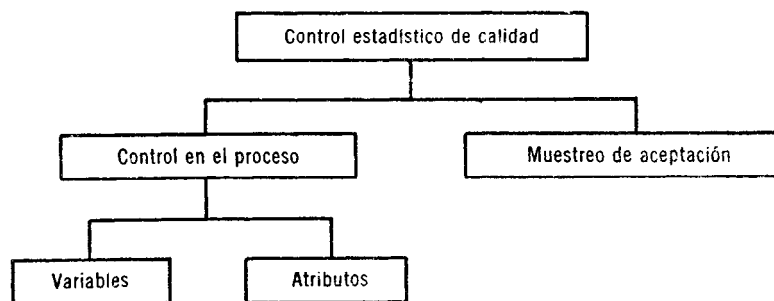 Control estadístico de calidad
Control en el proceso
Muestreo de aceptación
Variables
Atributos